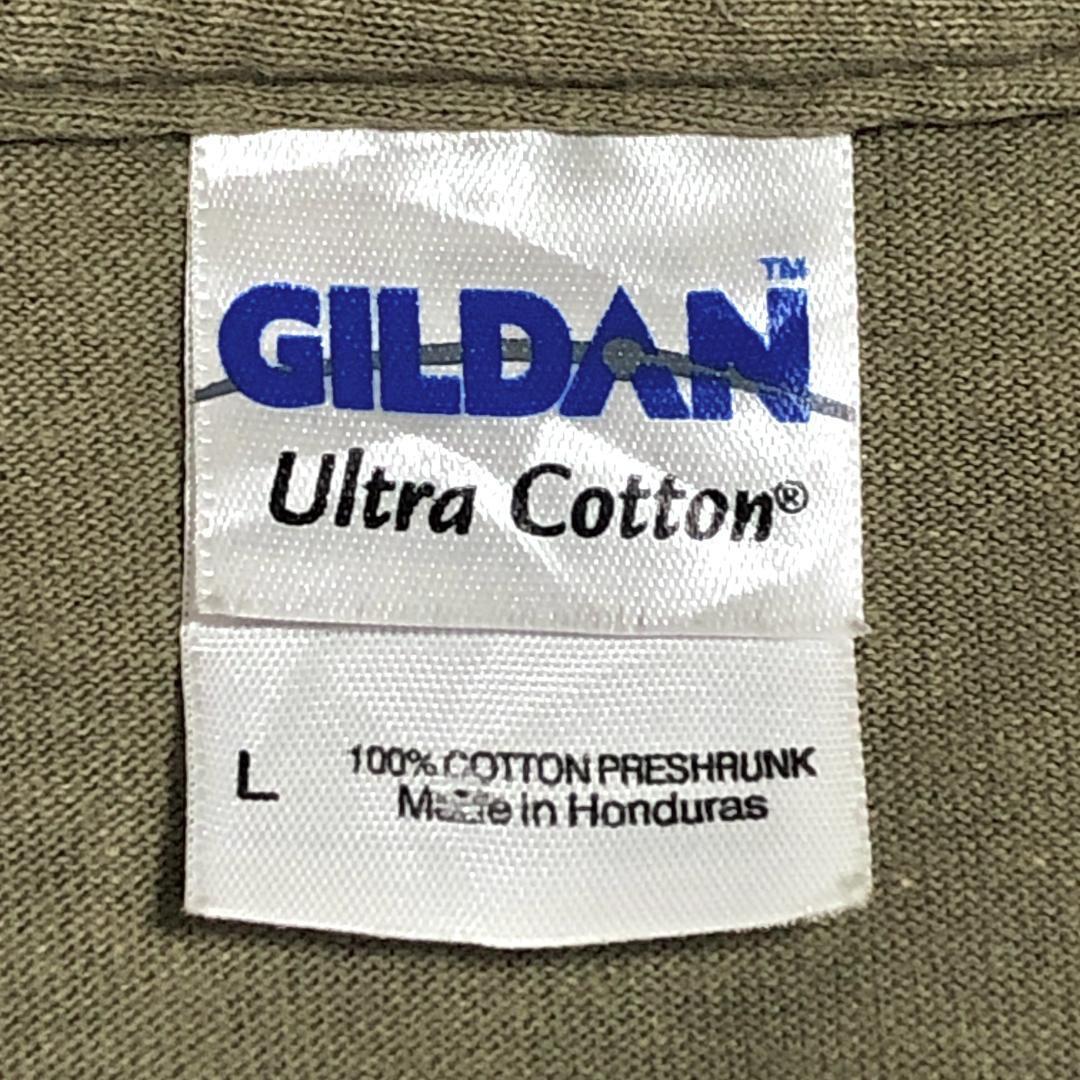 GILDAN™
Ultra Cotton®
L
100% COTTON PRESHRUNK
Made in Honduras